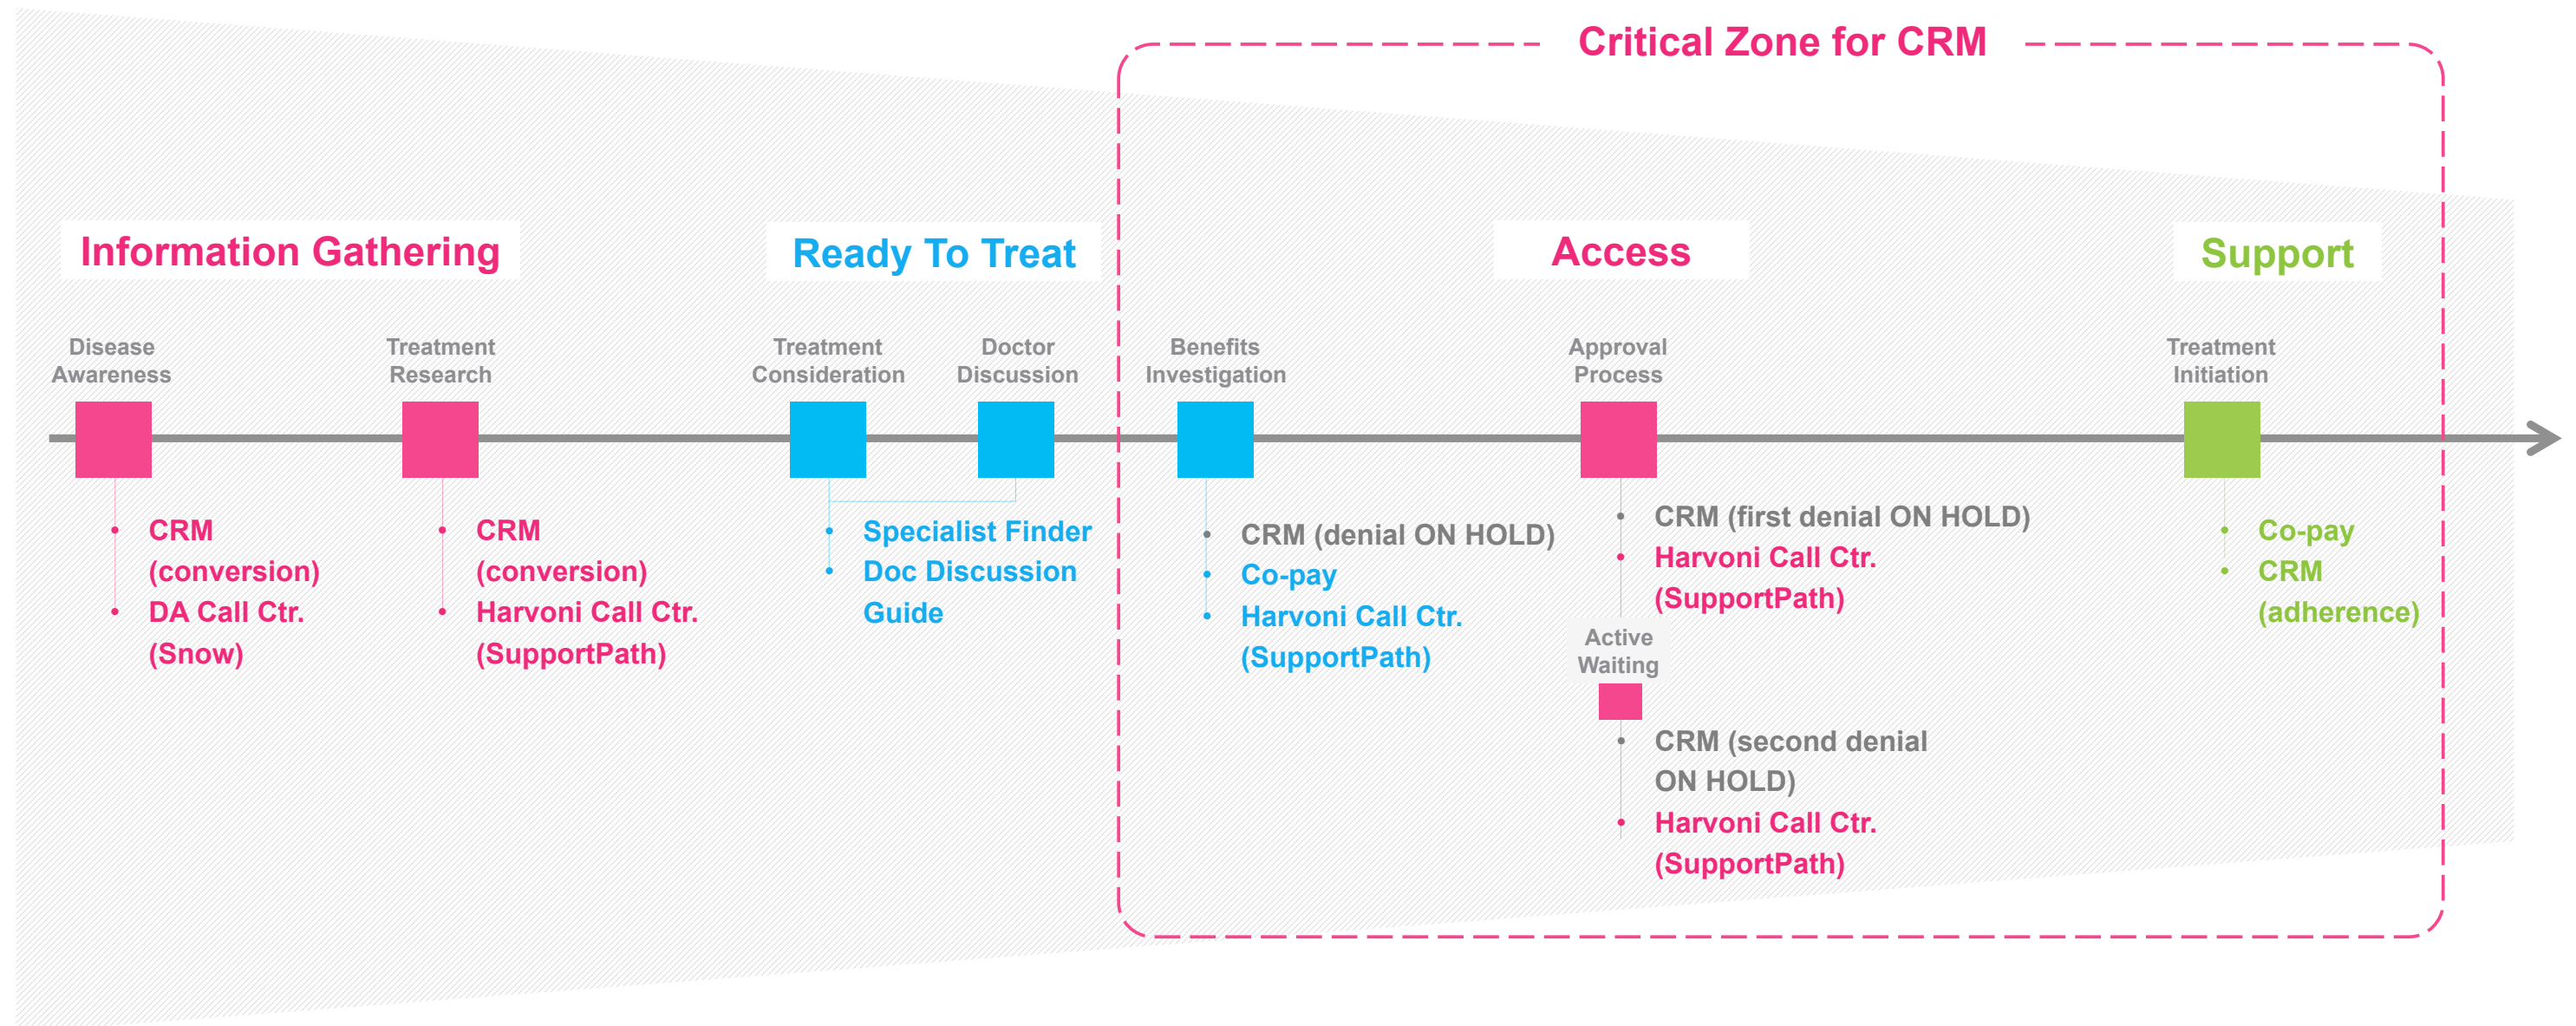 Critical Zone for CRM
Information Gathering
Ready To Treat
Access
Support
Disease
Awareness
Treatment
Research
Treatment
Consideration
Doctor
Discussion
Benefits
Investigation
Approval
Process
Treatment
Initiation
• CRM
(conversion)
• DA Call Ctr.
(Snow)
• CRM
(conversion)
• Harvoni Call Ctr.
(SupportPath)
• Specialist Finder
• Doc Discussion
Guide
• CRM (denial ON HOLD)
• Co-pay
• Harvoni Call Ctr.
(SupportPath)
• CRM (first denial ON HOLD)
• Harvoni Call Ctr.
(SupportPath)
Active
Waiting
• CRM (second denial
ON HOLD)
• Harvoni Call Ctr.
(SupportPath)
• Co-pay
• CRM
(adherence)